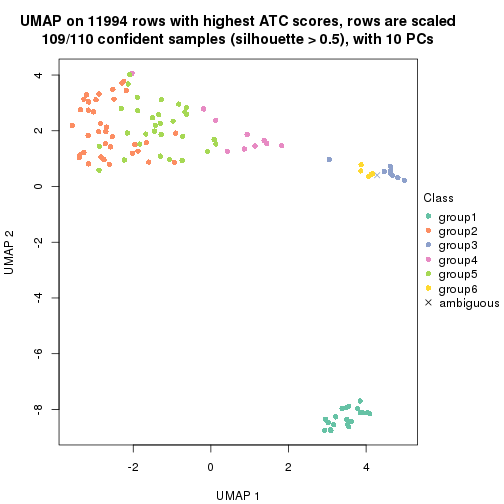 UMAP on 11994 rows with highest ATC scores, rows are scaled
109/110 confident samples (silhouette > 0.5), with 10 PCs
4
2
0
-2
-4
-6
-8
UMAP 2
-2
0
2
4
UMAP 1
Class
group1
group2
group3
group4
group5
group6
ambiguous